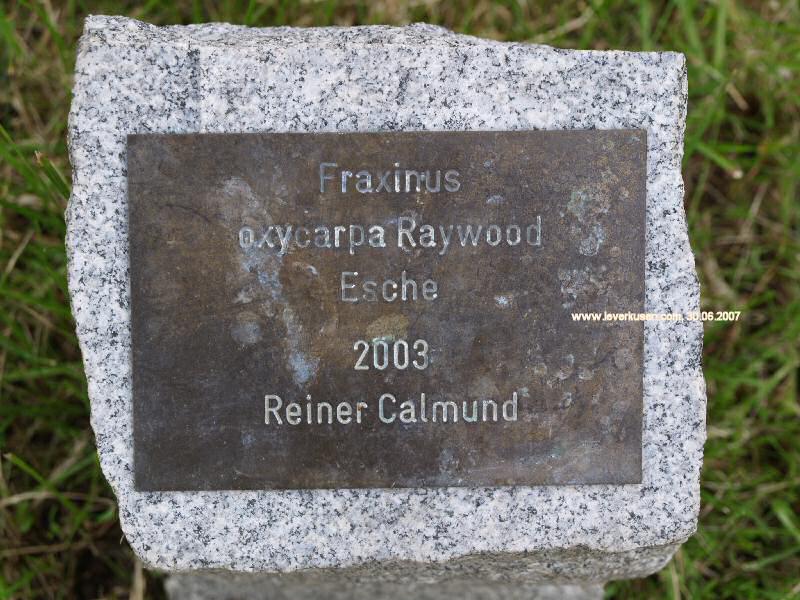 Fraxinus
oxycarpa Raywood
Esche
www.leverkusen.com, 30.06.2007
2003
Reiner Calmund